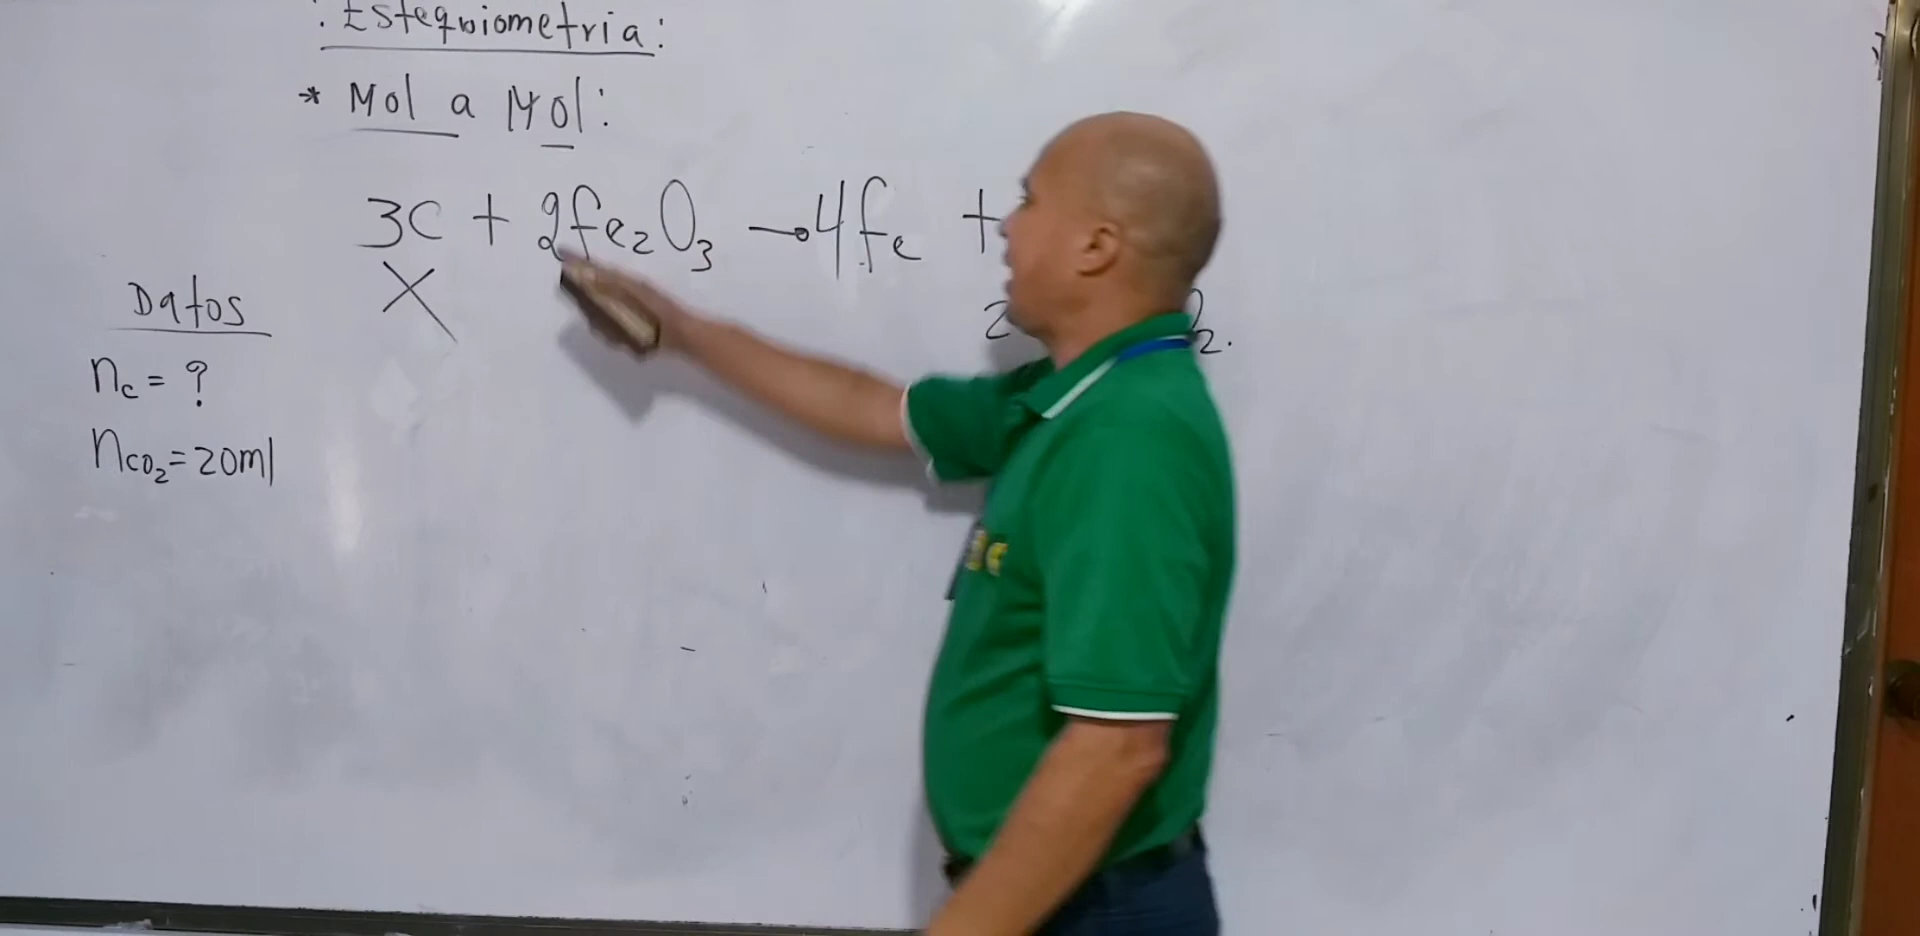 : Estequiometria:
* Mol a Mol:
3C + 2fe₂O₃ → 4fe +
Datos
X
nc = ?
nco₂ = 20ml